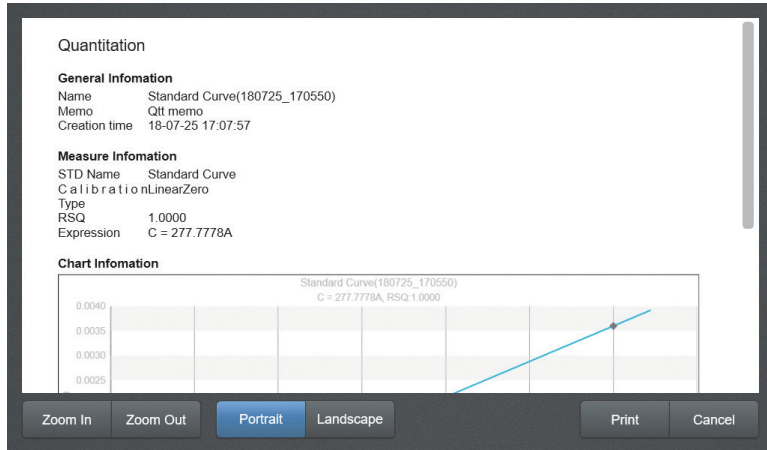 Quantitation
General Infomation
Name Standard Curve(180725_170550)
Memo Qtt memo
Creation time 18-07-25 17:07:57
Measure Infomation
STD Name Standard Curve
Calibration LinearZero
Type
RSQ 1.0000
Expression C = 277.7778A
Chart Infomation
Standard Curve(180725_170550)
C = 277.7778A, RSQ:1.0000
0.0040
0.0035
0.0030
0.0025
Zoom In Zoom Out Portrait Landscape Print Cancel